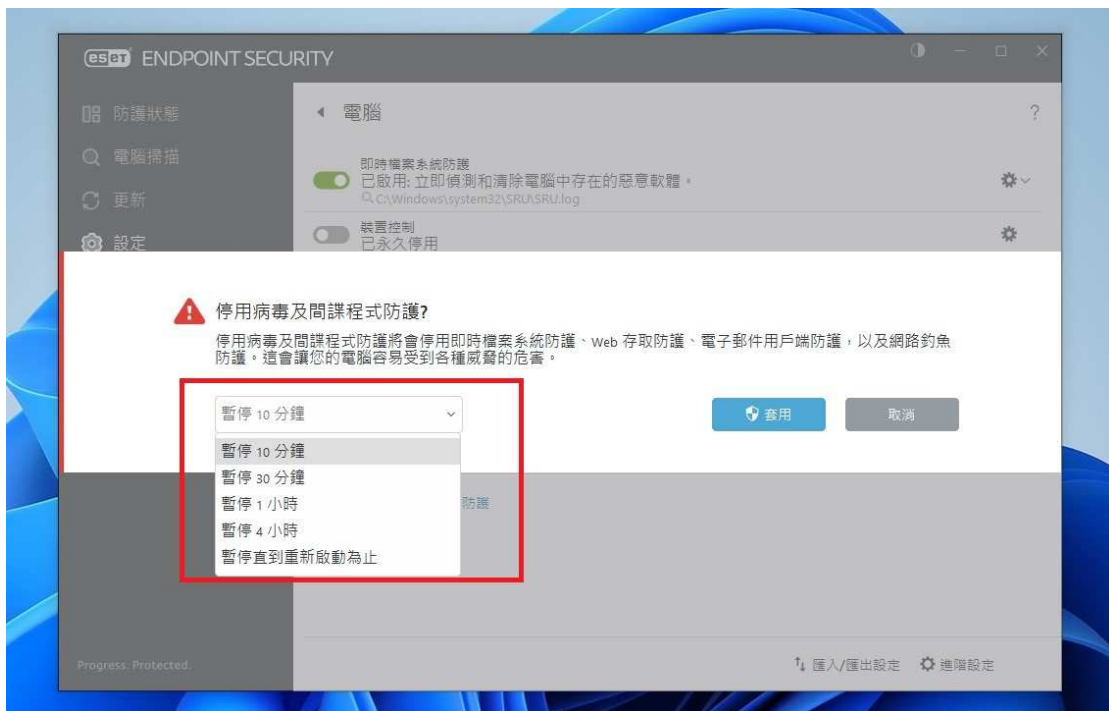 eset ENDPOINT SECURITY
防護狀態
電腦掃描
更新
設定
電腦
?
即時檔案系統防護
已啟用: 立即偵測和清除電腦中存在的惡意軟體。
C:\Windows\system32\SRU\SRU.log
裝置控制
已永久停用
停用病毒及間諜程式防護?
停用病毒及間諜程式防護將會停用即時檔案系統防護、Web 存取防護、電子郵件用戶端防護，以及網路釣魚
防護。這會讓您的電腦容易受到各種威脅的危害。
暫停 10 分鐘
套用
取消
暫停 10 分鐘
暫停 30 分鐘
暫停 1 小時
暫停 4 小時
暫停直到重新啟動為止
防護
Progress. Protected.
匯入/匯出設定
進階設定